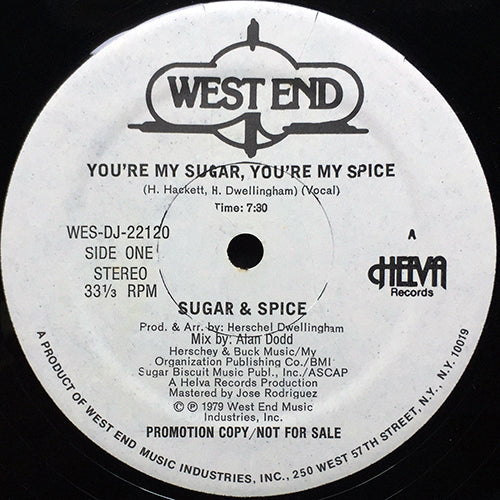 WEST END
YOU'RE MY SUGAR, YOU'RE MY SPICE
(H. Hackett, H. Dwellingham) (Vocal)
Time: 7:30
WES-DJ-22120
SIDE ONE
STEREO
33⅓ RPM
A
HELVA
Records
SUGAR & SPICE
Prod. & Arr. by: Herschel Dwellingham
Mix by: Alan Dodd
Herschey & Buck Music/My
Organization Publishing Co./BMI
Sugar Biscuit Music Publ., Inc./ASCAP
A Helva Records Production
Mastered by Jose Rodriguez
© ℗ 1979 West End Music
Industries, Inc.
PROMOTION COPY/NOT FOR SALE
A PRODUCT OF WEST END MUSIC INDUSTRIES, INC., 250 WEST 57TH STREET, N.Y., N.Y. 10019